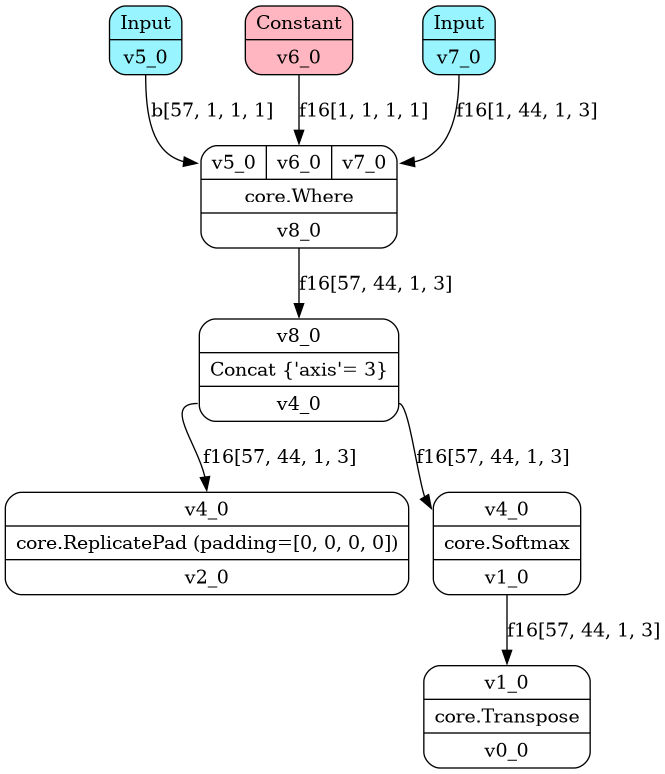 Input
v5_0
Constant
v6_0
Input
v7_0
b[57, 1, 1, 1]
f16[1, 1, 1, 1]
f16[1, 44, 1, 3]
v5_0 v6_0 v7_0
core.Where
v8_0
f16[57, 44, 1, 3]
v8_0
Concat {'axis'= 3}
v4_0
f16[57, 44, 1, 3]
f16[57, 44, 1, 3]
v4_0
core.ReplicatePad (padding=[0, 0, 0, 0])
v2_0
v4_0
core.Softmax
v1_0
f16[57, 44, 1, 3]
v1_0
core.Transpose
v0_0